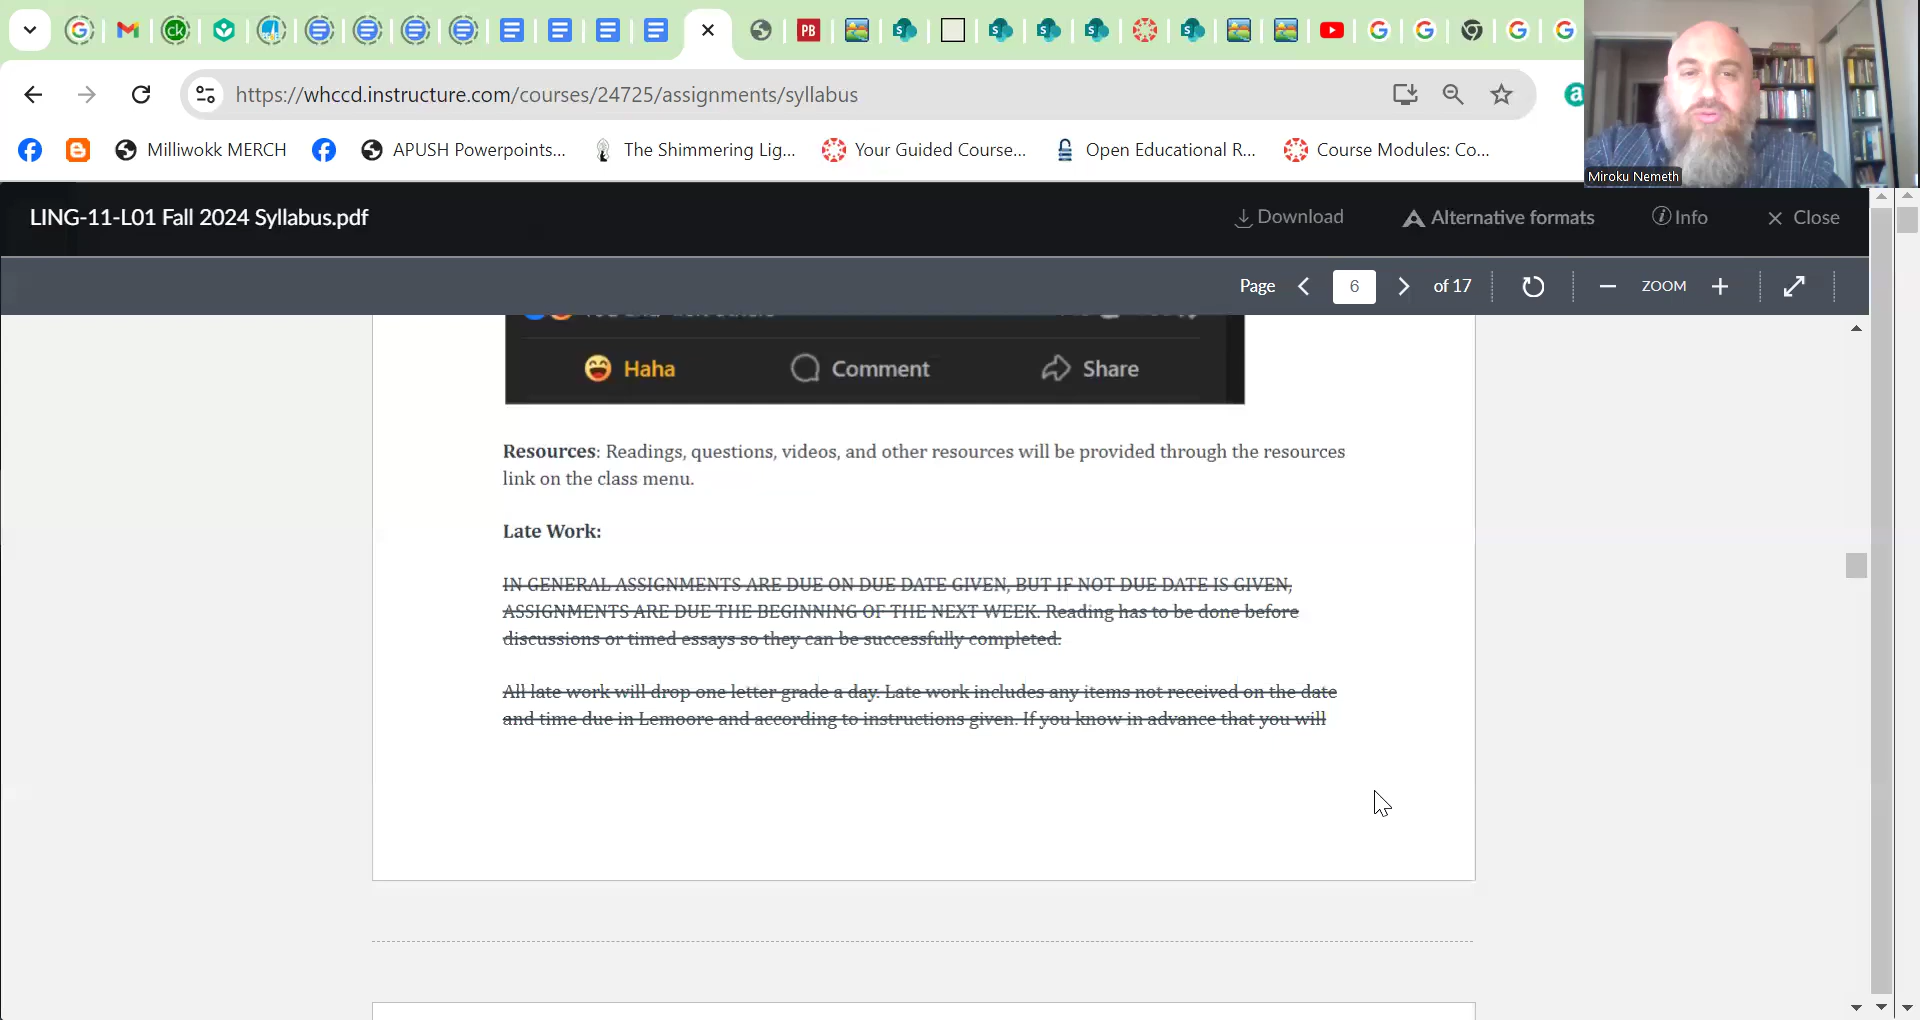 https://whccd.instructure.com/courses/24725/assignments/syllabus
Milliwokk MERCH
APUSH Powerpoints...
The Shimmering Lig...
Your Guided Course...
Open Educational R...
Course Modules: Co...
Miroku Nemeth
LING-11-L01 Fall 2024 Syllabus.pdf
Download
Alternative formats
Info
Close
Page
6
of 17
ZOOM
Haha
Comment
Share
Resources: Readings, questions, videos, and other resources will be provided through the resources
link on the class menu.
Late Work:
IN GENERAL ASSIGNMENTS ARE DUE ON DUE DATE GIVEN, BUT IF NOT DUE DATE IS GIVEN,
ASSIGNMENTS ARE DUE THE BEGINNING OF THE NEXT WEEK. Reading has to be done before
discussions or timed essays so they can be successfully completed.
All late work will drop one letter grade a day. Late work includes any items not received on the date
and time due in Lemoore and according to instructions given. If you know in advance that you will